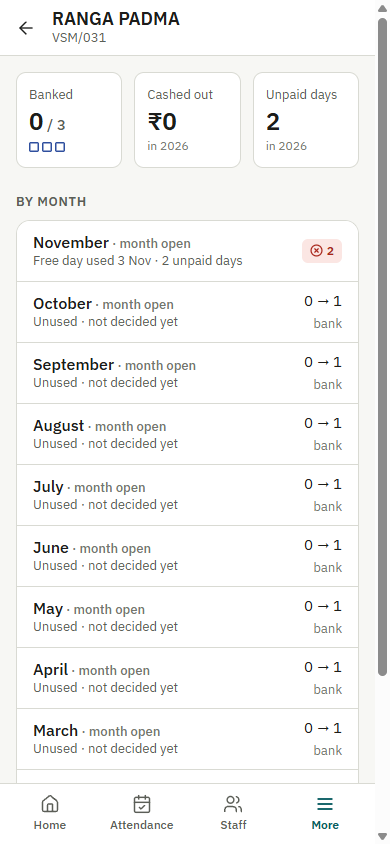 RANGA PADMA
VSM/031
Banked
0 / 3
Cashed out
₹0
in 2026
Unpaid days
2
in 2026
BY MONTH
November · month open
Free day used 3 Nov · 2 unpaid days
2
October · month open
Unused · not decided yet
0 → 1
bank
September · month open
Unused · not decided yet
0 → 1
bank
August · month open
Unused · not decided yet
0 → 1
bank
July · month open
Unused · not decided yet
0 → 1
bank
June · month open
Unused · not decided yet
0 → 1
bank
May · month open
Unused · not decided yet
0 → 1
bank
April · month open
Unused · not decided yet
0 → 1
bank
March · month open
Unused · not decided yet
0 → 1
bank
Home
Attendance
Staff
More